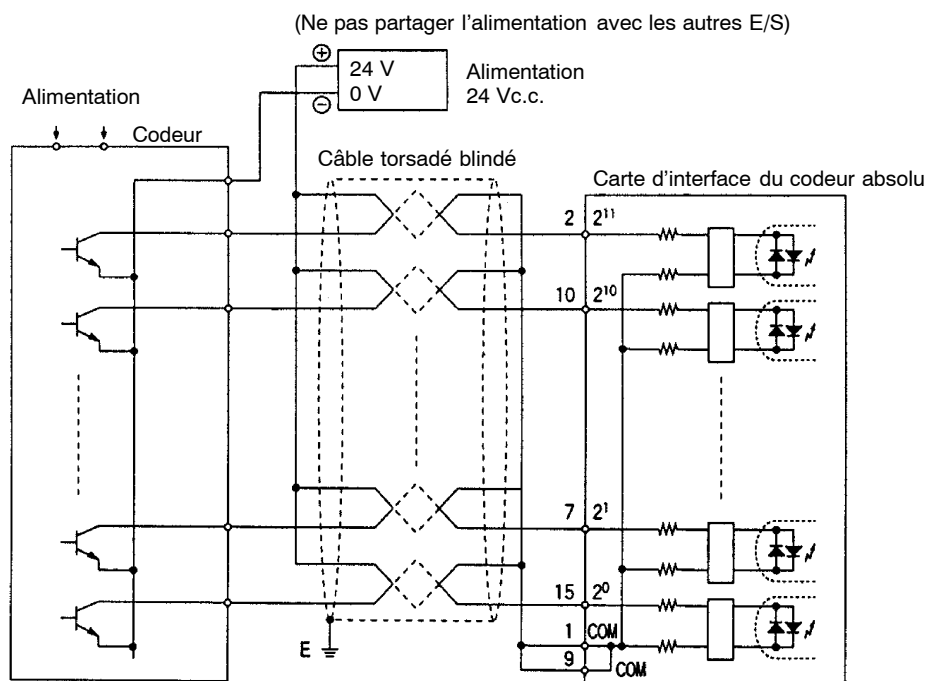 (Ne pas partager l'alimentation avec les autres E/S)
⊕
24 V
0 V
⊖
Alimentation
24 Vc.c.
Alimentation
Codeur
Câble torsadé blindé
Carte d'interface du codeur absolu
2 2¹¹
10 2¹⁰
7 2¹
15 2⁰
1 COM
9 COM
E